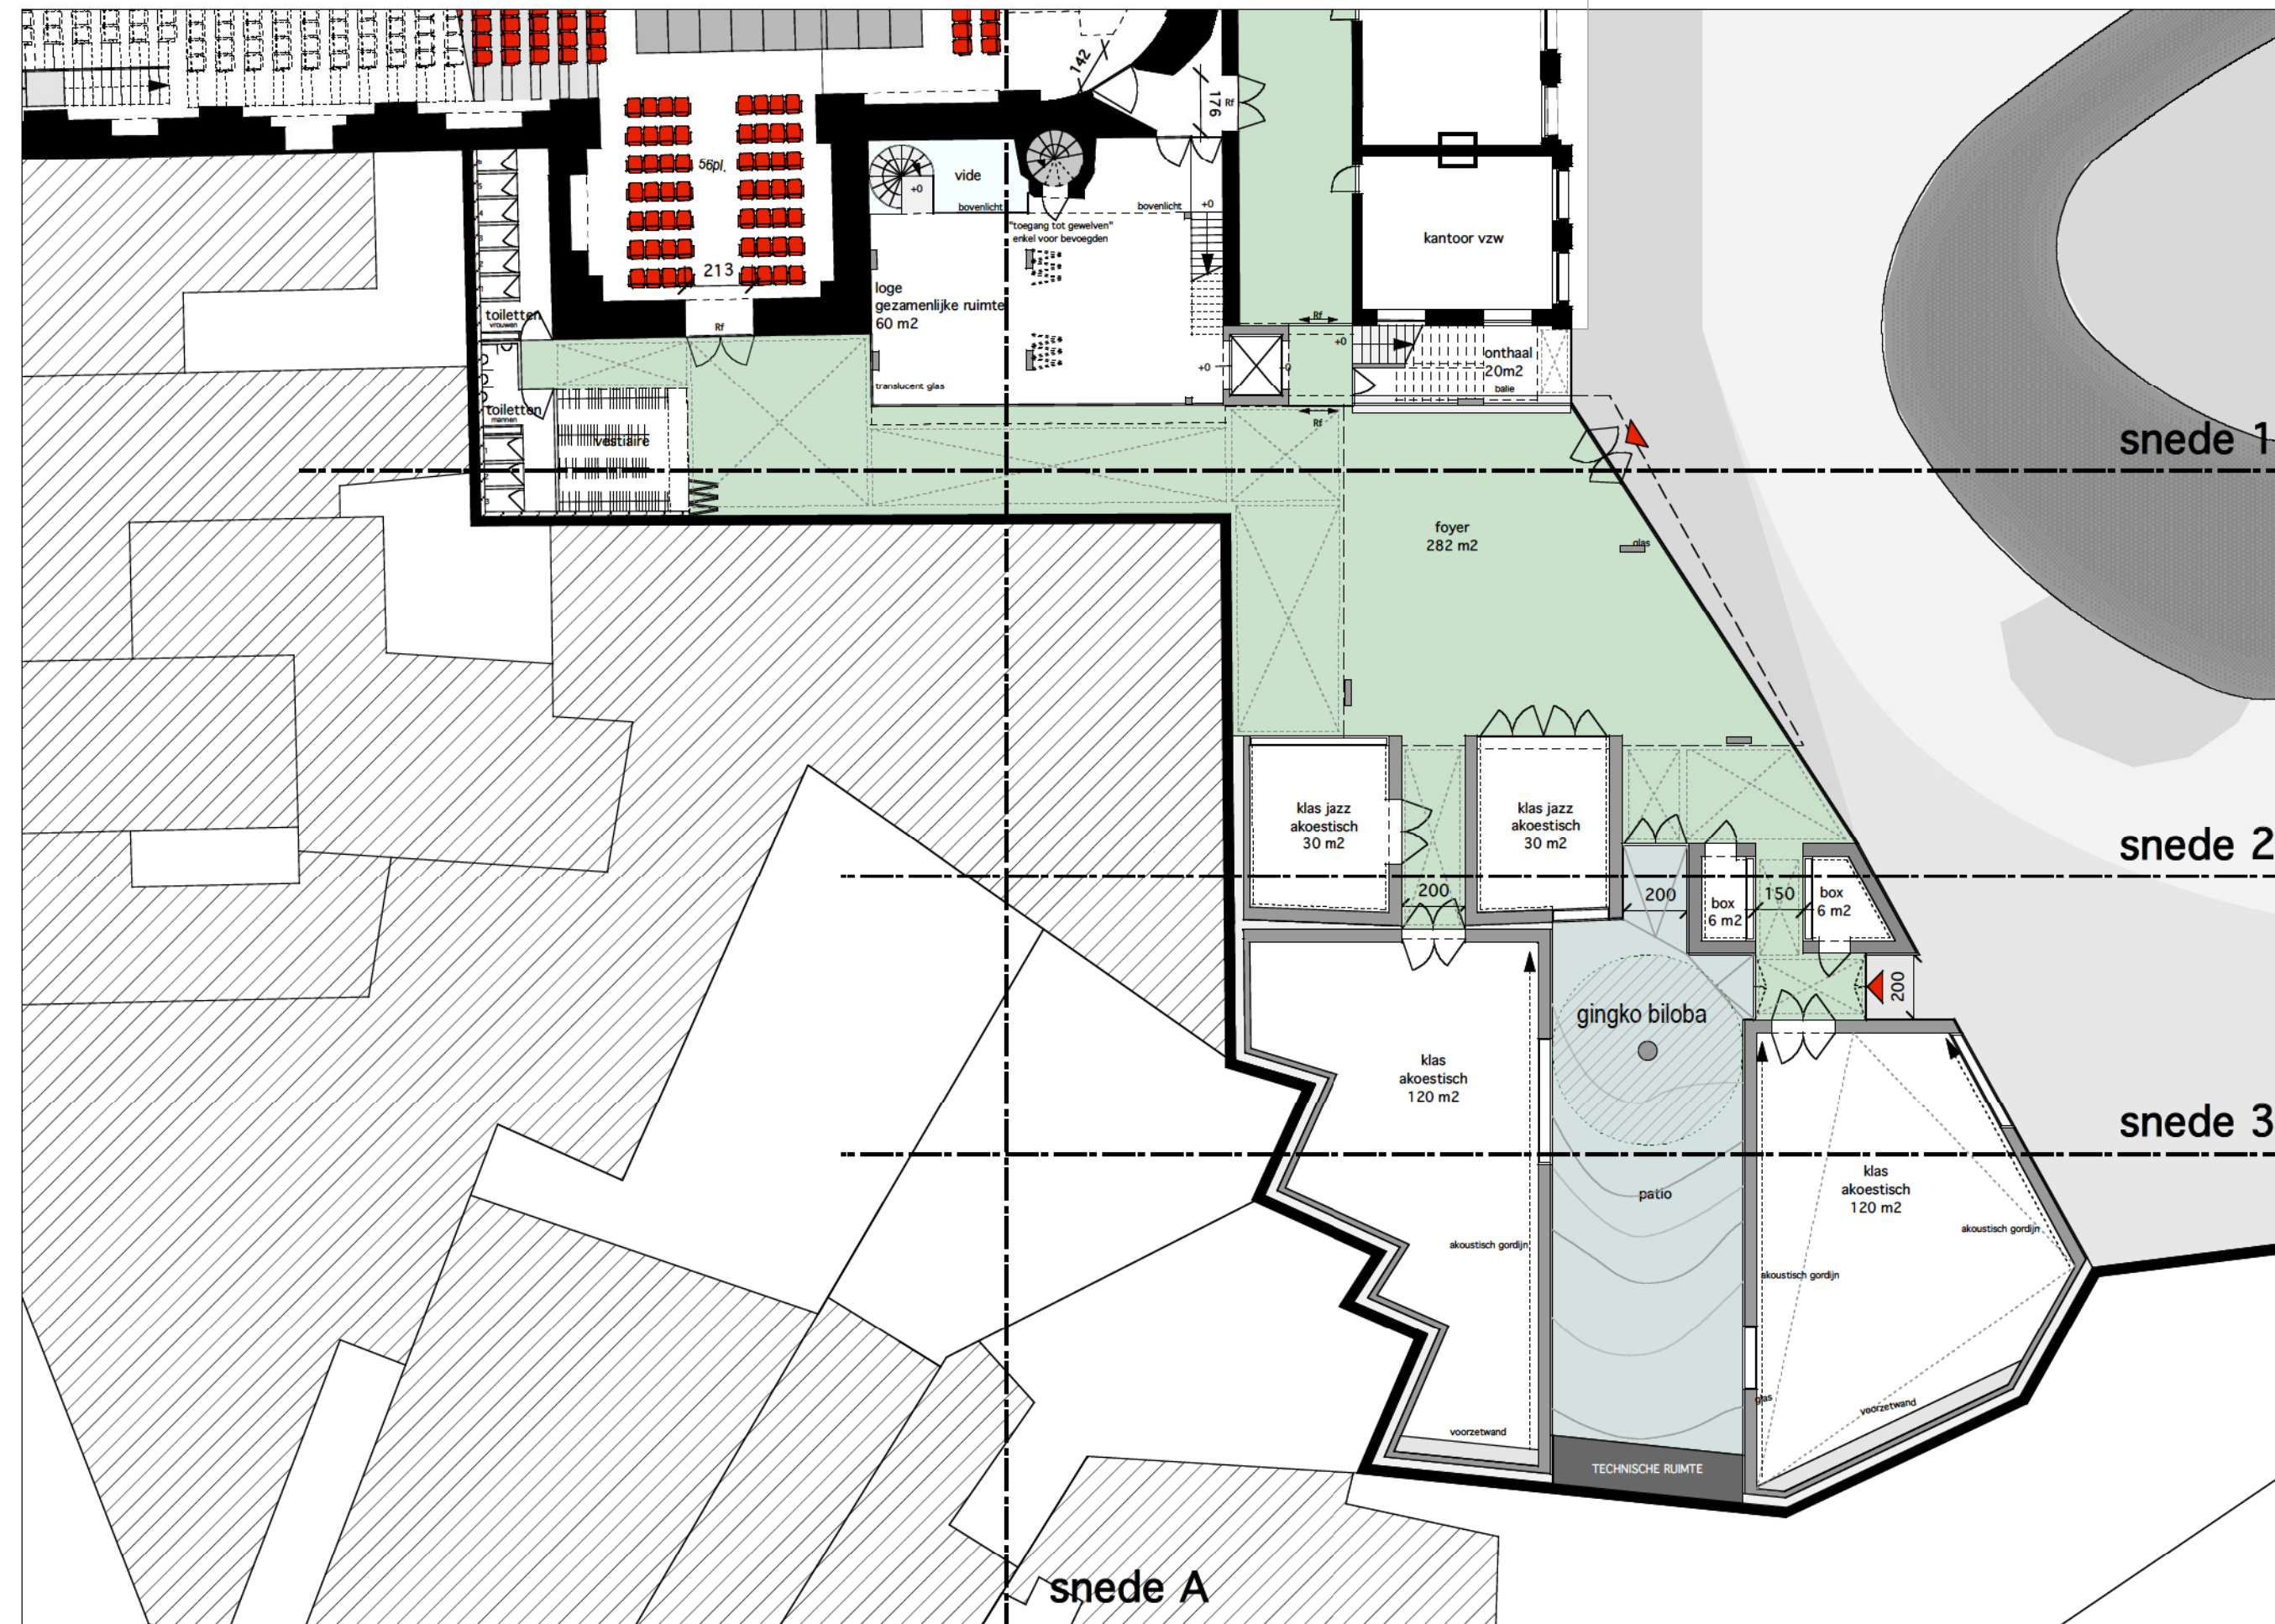 142
176
Rf
56pl,
vide
+0
bovenlicht
bovenlicht
+0
"toegang tot gewelven"
enkel voor bevoegden
kantoor vzw
213
loge
gezamenlijke ruimte
60 m2
toiletten
vrouwen
Rf
Rf
+0
onthaal
20m2
balie
+0
translucent glas
toiletten
mannen
Rf
vestiaire
snede 1
foyer
282 m2
glas
klas jazz
akoestisch
30 m2
klas jazz
akoestisch
30 m2
snede 2
200
200
box
6 m2
150
box
6 m2
200
gingko biloba
klas
akoestisch
120 m2
snede 3
klas
akoestisch
120 m2
patio
akoustisch gordijn
akoustisch gordijn
akoustisch gordijn
glas
voorzetwand
voorzetwand
TECHNISCHE RUIMTE
snede A